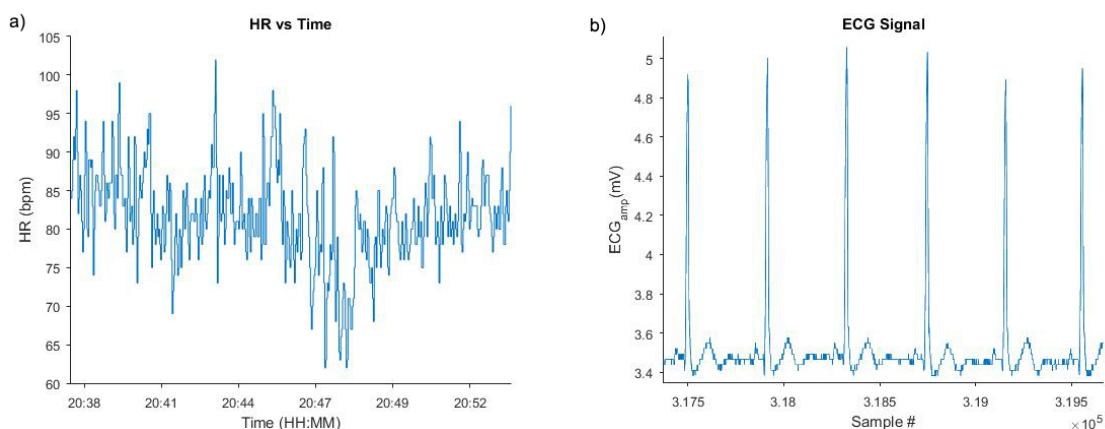 a)
HR vs Time
105
100
95
90
85
80
75
70
65
60
HR (bpm)
20:38 20:41 20:44 20:47 20:49 20:52
Time (HH:MM)
b)
ECG Signal
5
4.8
4.6
4.4
4.2
4
3.8
3.6
3.4
ECGamp(mV)
3.175 3.18 3.185 3.19 3.195
Sample # ×10⁵